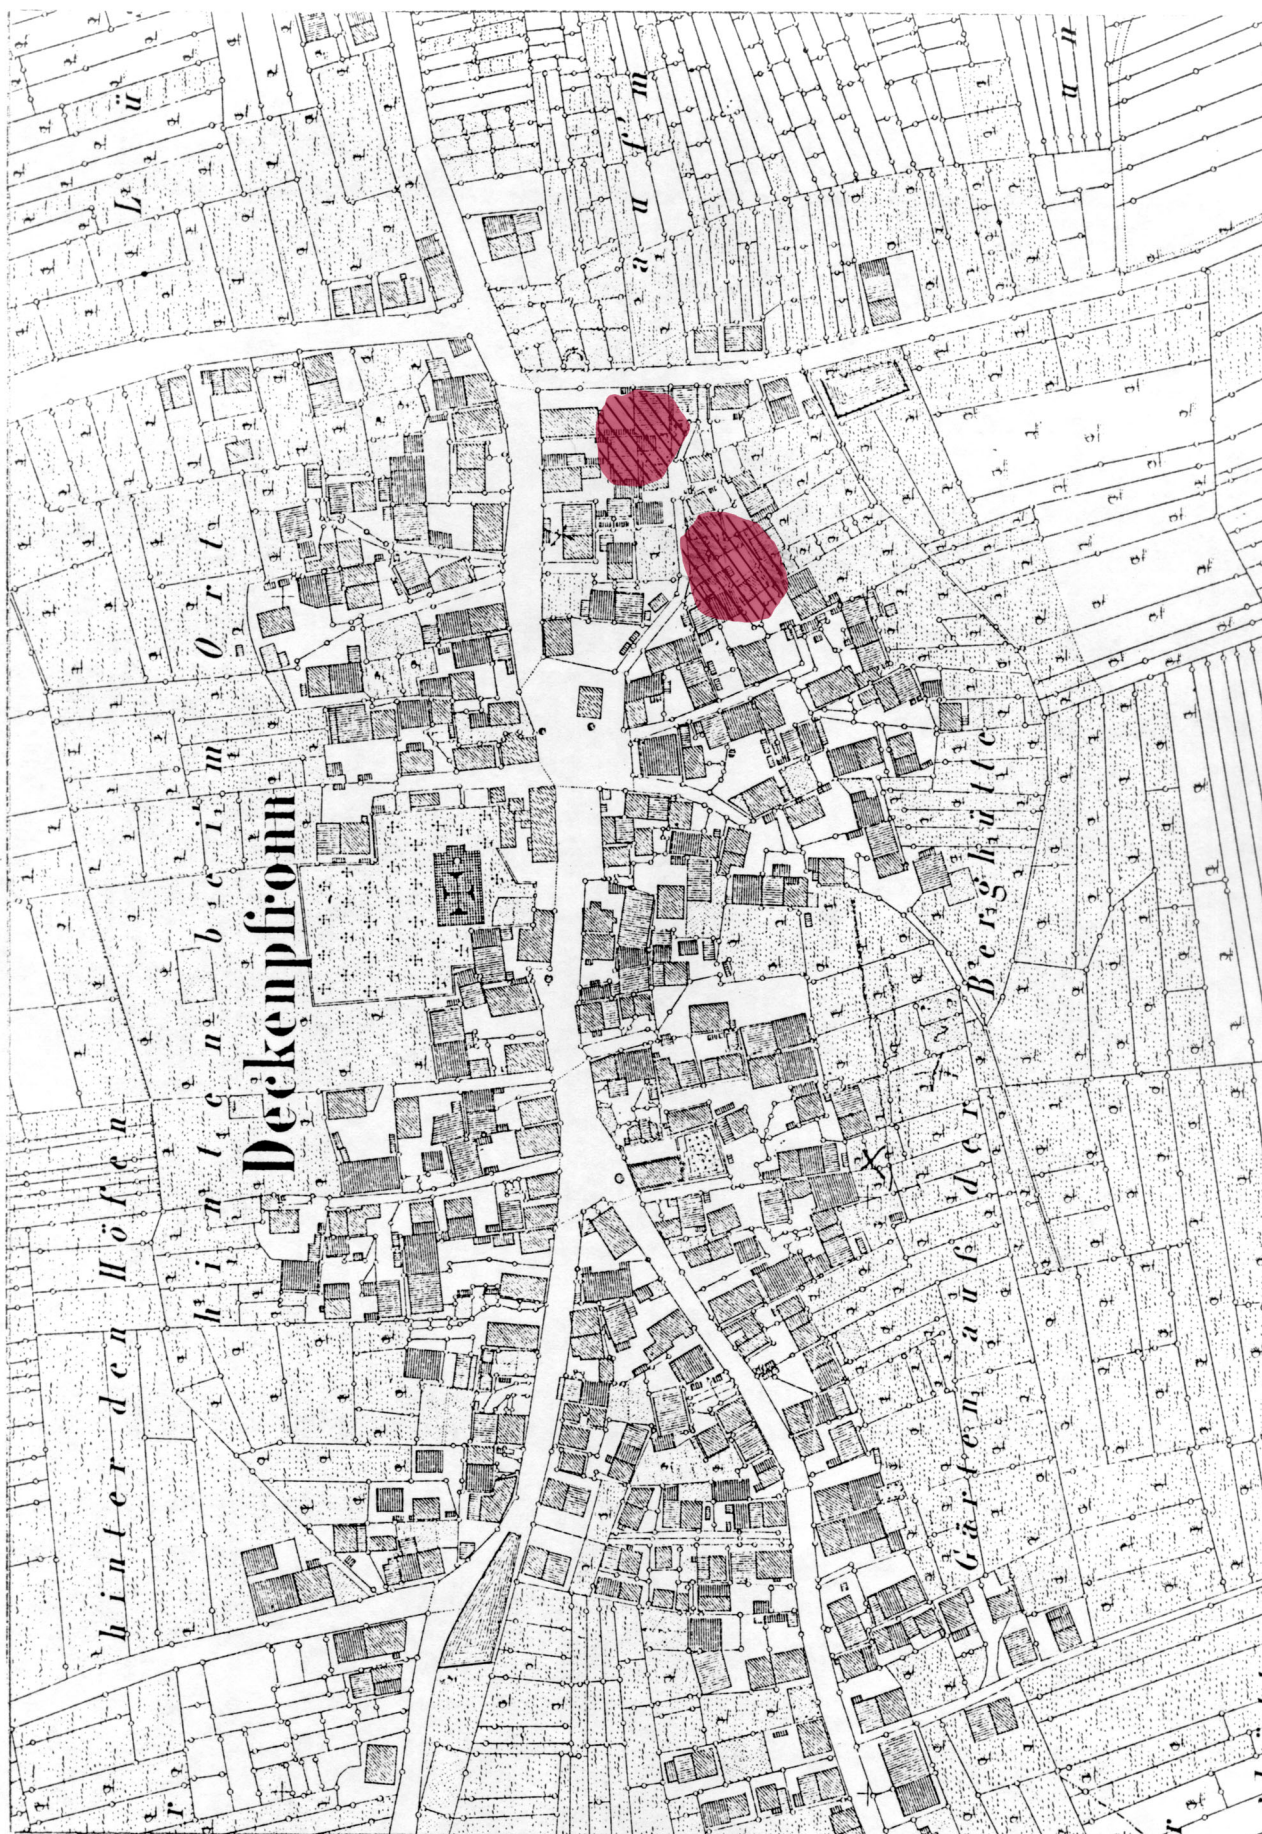 hinter den Höfen
hinten beim Ort
Deckenpfronn
Gärten auf der Berghütte
auf'm